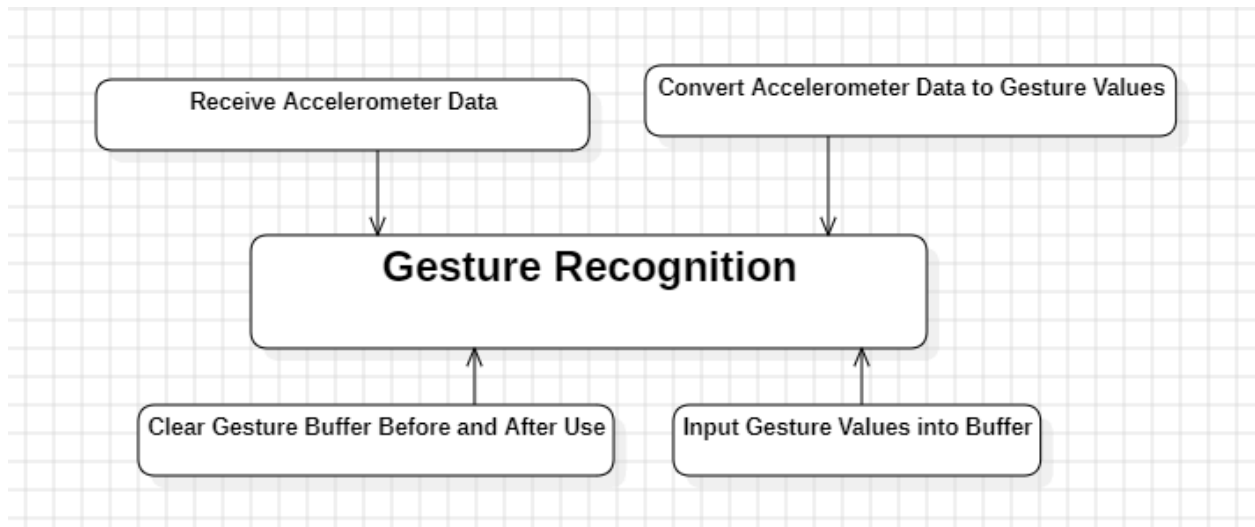 Receive Accelerometer Data
Convert Accelerometer Data to Gesture Values
Gesture Recognition
Clear Gesture Buffer Before and After Use
Input Gesture Values into Buffer